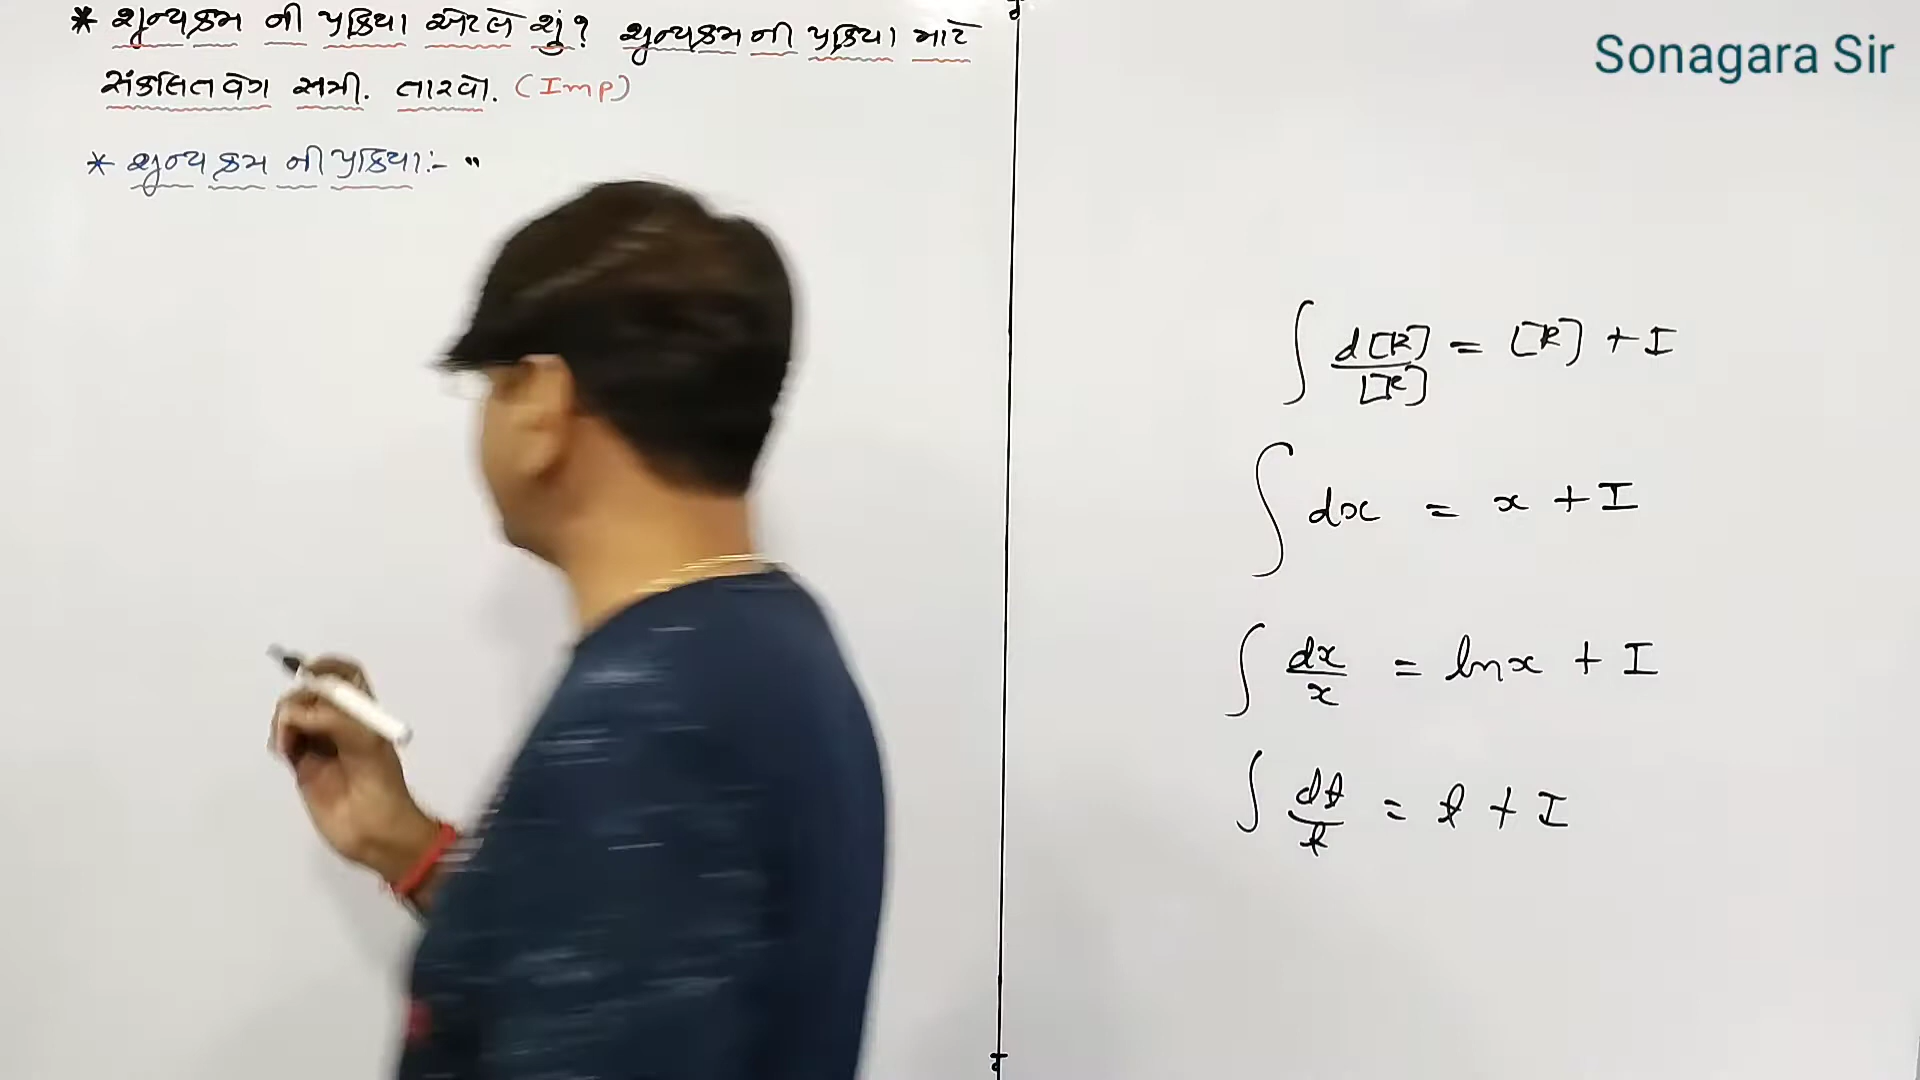 * શૂન્યક્રમ ની પ્રક્રિયા એટલે શું? શૂન્યક્રમ ની પ્રક્રિયા માટે
સંકલિત વેગ સમી. તારવો. (Imp)
* શૂન્ય ક્રમ ની પ્રક્રિયા:- "
Sonagara Sir
∫ d[R]/[R] = [R] + I
∫ dx = x + I
∫ dx/x = ln x + I
∫ dt/t = t + I